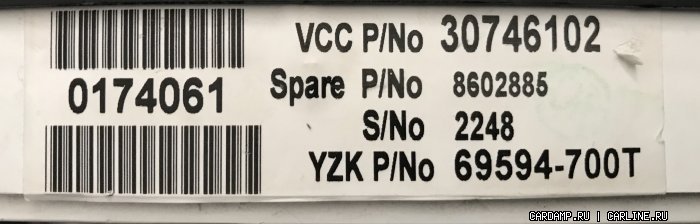 VCC P/No 30746102
0174061
Spare P/No 8602885
S/No 2248
YZK P/No 69594-700T
CARDAMP.RU | CARLINE.RU